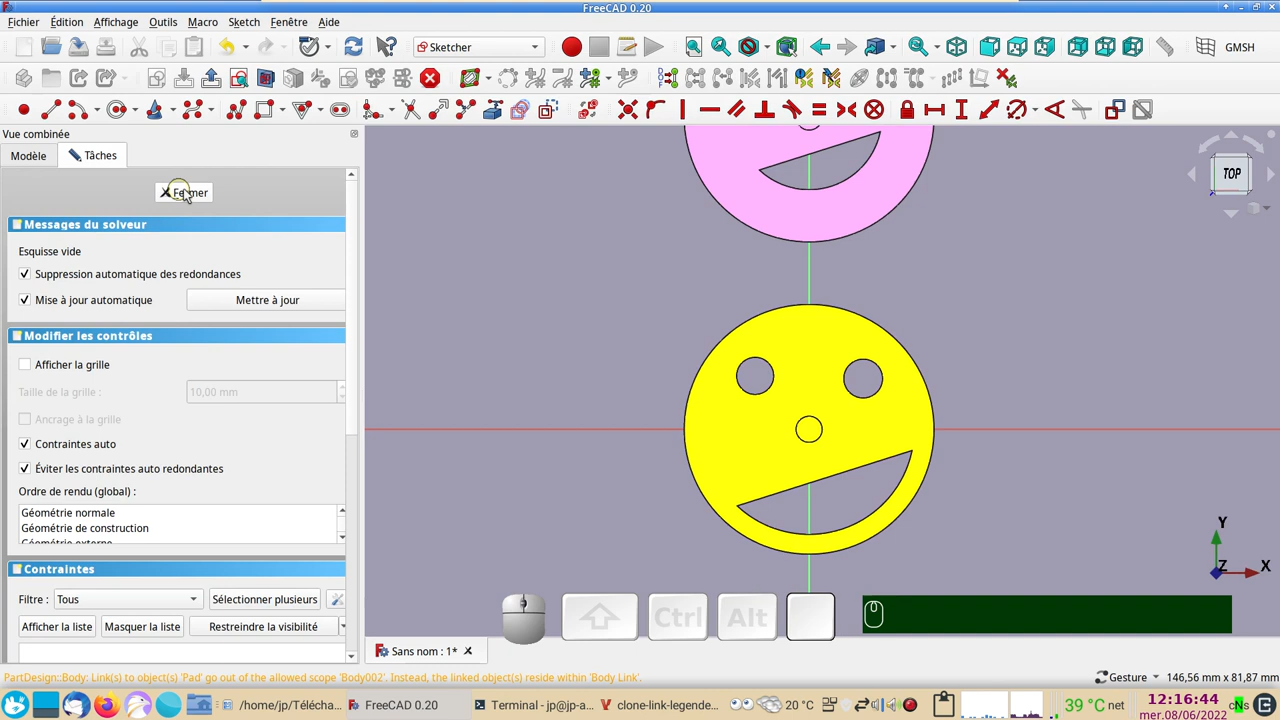 FreeCAD 0.20
Fichier Édition Affichage Outils Macro Sketch Fenêtre Aide
Sketcher
GMSH
Vue combinée
Modèle Tâches
Fermer
Messages du solveur
Esquisse vide
Suppression automatique des redondances
Mise à jour automatique Mettre à jour
Modifier les contrôles
Afficher la grille
Taille de la grille : 10,00 mm
Ancrage à la grille
Contraintes auto
Éviter les contraintes auto redondantes
Ordre de rendu (global) :
Géométrie normale
Géométrie de construction
Géométrie externe
Contraintes
Filtre : Tous Sélectionner plusieurs
Afficher la liste Masquer la liste Restreindre la visibilité
TOP
Y
Z X
Ctrl Alt
Sans nom : 1*
PartDesign::Body: Link(s) to object(s) 'Pad' go out of the allowed scope 'Body002'. Instead, the linked object(s) reside within 'Body Link'.
Gesture 146,56 mm x 81,87 mm
/home/jp/Télécha... FreeCAD 0.20 Terminal - jp@jp-a... clone-link-legende... 20 °C 39 °C net 12:16:44 cNs
mer.08/06/2022